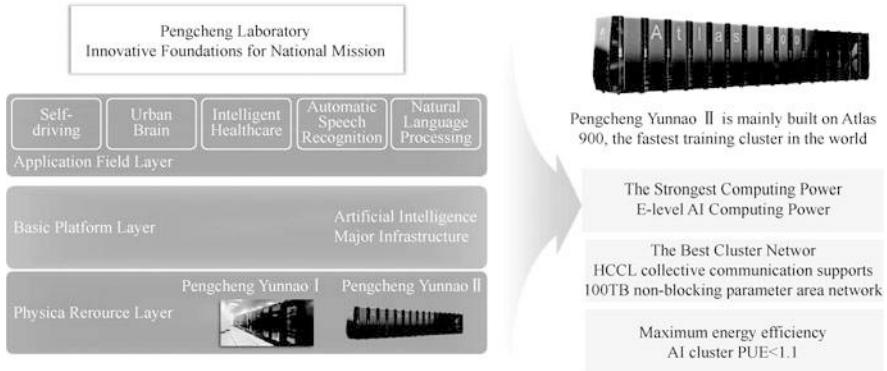 Pengcheng Laboratory
Innovative Foundations for National Mission
Self-
driving
Urban
Brain
Intelligent
Healthcare
Automatic
Speech
Recognition
Natural
Language
Processing
Application Field Layer
Basic Platform Layer
Artificial Intelligence
Major Infrastructure
Pengcheng Yunnao Ⅰ
Pengcheng Yunnao Ⅱ
Physica Rerource Layer
Atlas 900
Pengcheng Yunnao Ⅱ is mainly built on Atlas
900, the fastest training cluster in the world
The Strongest Computing Power
E-level AI Computing Power
The Best Cluster Networ
HCCL collective communication supports
100TB non-blocking parameter area network
Maximum energy efficiency
AI cluster PUE<1.1